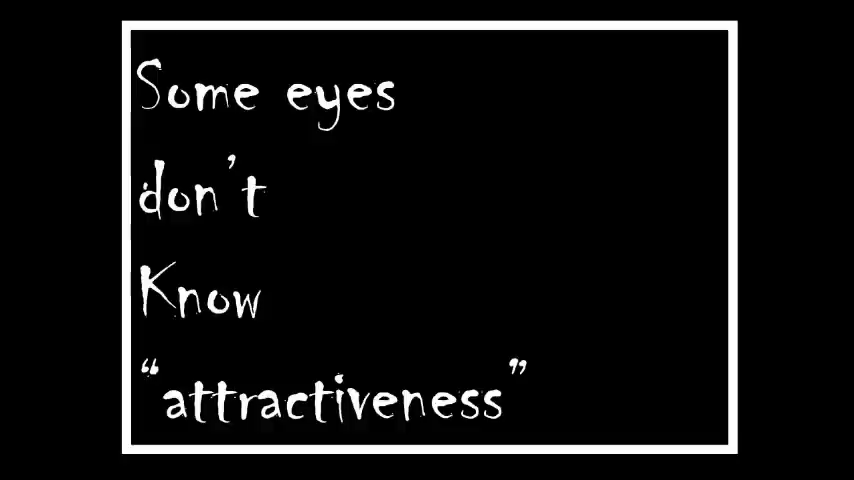 Some eyes
don’t
Know
“attractiveness”